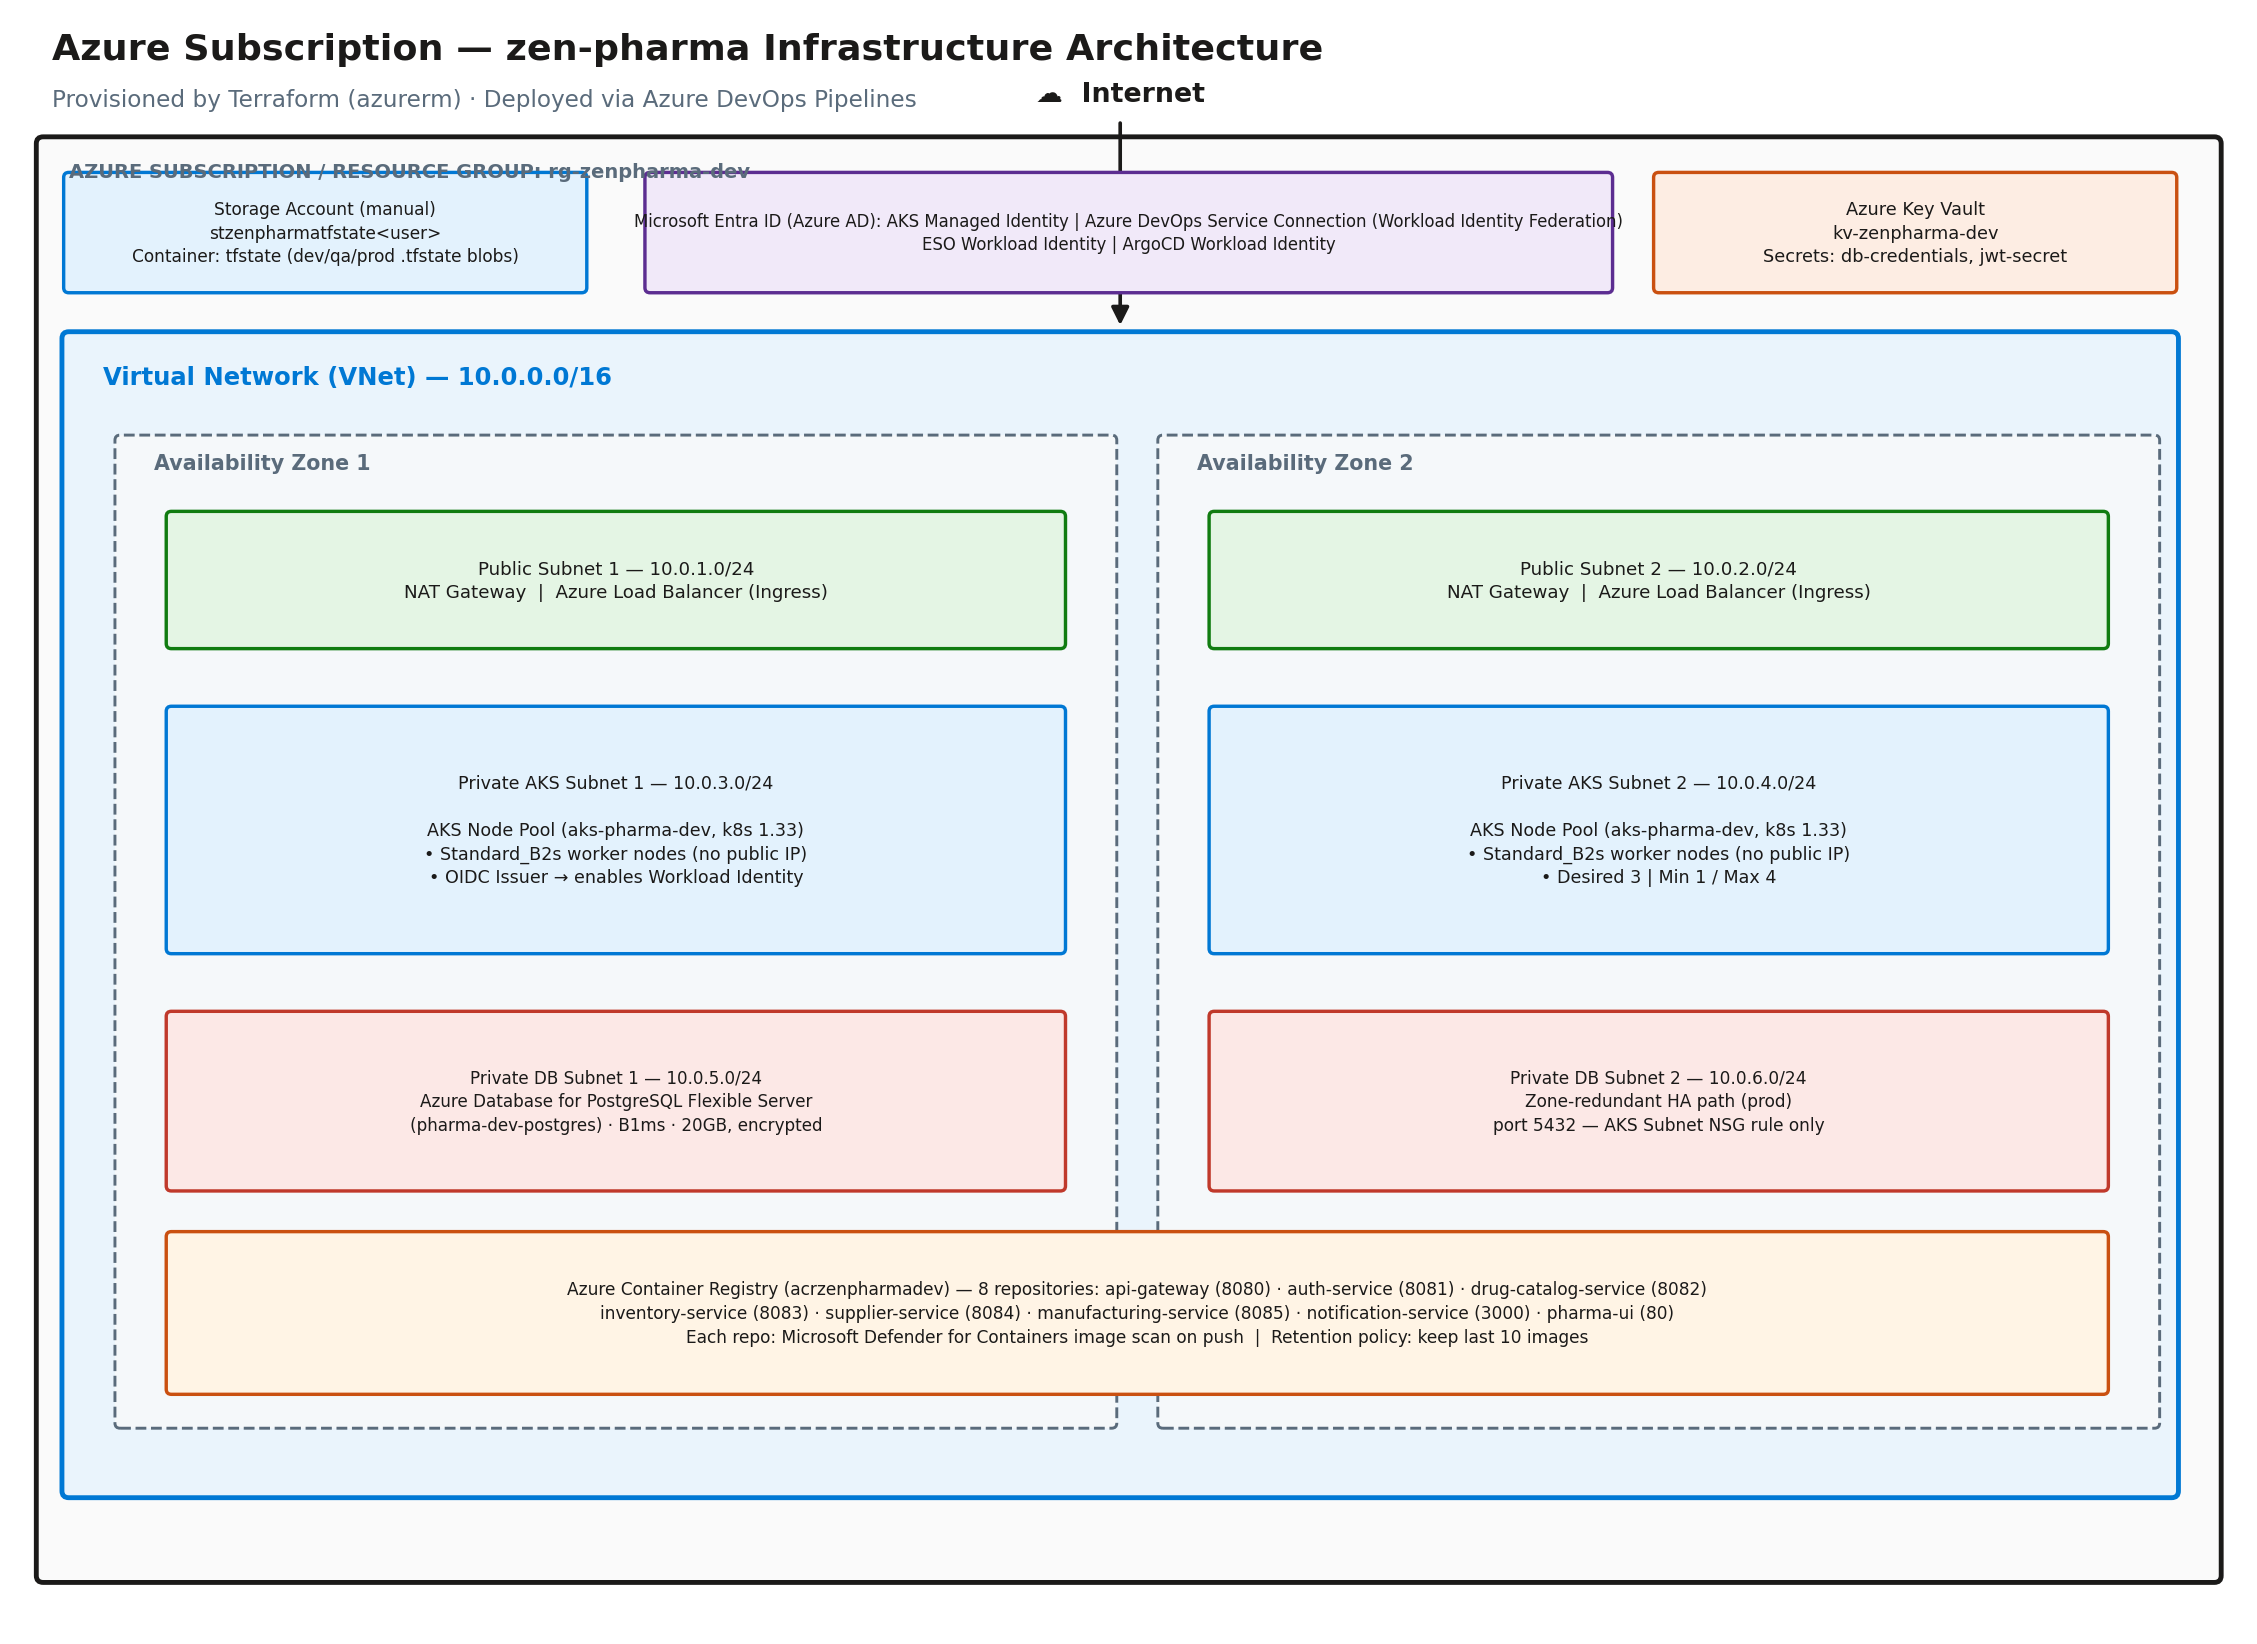 Azure Subscription — zen-pharma Infrastructure Architecture
Provisioned by Terraform (azurerm) · Deployed via Azure DevOps Pipelines
☁ Internet
AZURE SUBSCRIPTION / RESOURCE GROUP: rg-zenpharma-dev
Storage Account (manual)
stzenpharmatfstate<user>
Container: tfstate (dev/qa/prod .tfstate blobs)
Microsoft Entra ID (Azure AD): AKS Managed Identity | Azure DevOps Service Connection (Workload Identity Federation)
ESO Workload Identity | ArgoCD Workload Identity
Azure Key Vault
kv-zenpharma-dev
Secrets: db-credentials, jwt-secret
Virtual Network (VNet) — 10.0.0.0/16
Availability Zone 1
Public Subnet 1 — 10.0.1.0/24
NAT Gateway | Azure Load Balancer (Ingress)
Private AKS Subnet 1 — 10.0.3.0/24
AKS Node Pool (aks-pharma-dev, k8s 1.33)
• Standard_B2s worker nodes (no public IP)
• OIDC Issuer → enables Workload Identity
Private DB Subnet 1 — 10.0.5.0/24
Azure Database for PostgreSQL Flexible Server
(pharma-dev-postgres) · B1ms · 20GB, encrypted
Availability Zone 2
Public Subnet 2 — 10.0.2.0/24
NAT Gateway | Azure Load Balancer (Ingress)
Private AKS Subnet 2 — 10.0.4.0/24
AKS Node Pool (aks-pharma-dev, k8s 1.33)
• Standard_B2s worker nodes (no public IP)
• Desired 3 | Min 1 / Max 4
Private DB Subnet 2 — 10.0.6.0/24
Zone-redundant HA path (prod)
port 5432 — AKS Subnet NSG rule only
Azure Container Registry (acrzenpharmadev) — 8 repositories: api-gateway (8080) · auth-service (8081) · drug-catalog-service (8082)
inventory-service (8083) · supplier-service (8084) · manufacturing-service (8085) · notification-service (3000) · pharma-ui (80)
Each repo: Microsoft Defender for Containers image scan on push | Retention policy: keep last 10 images